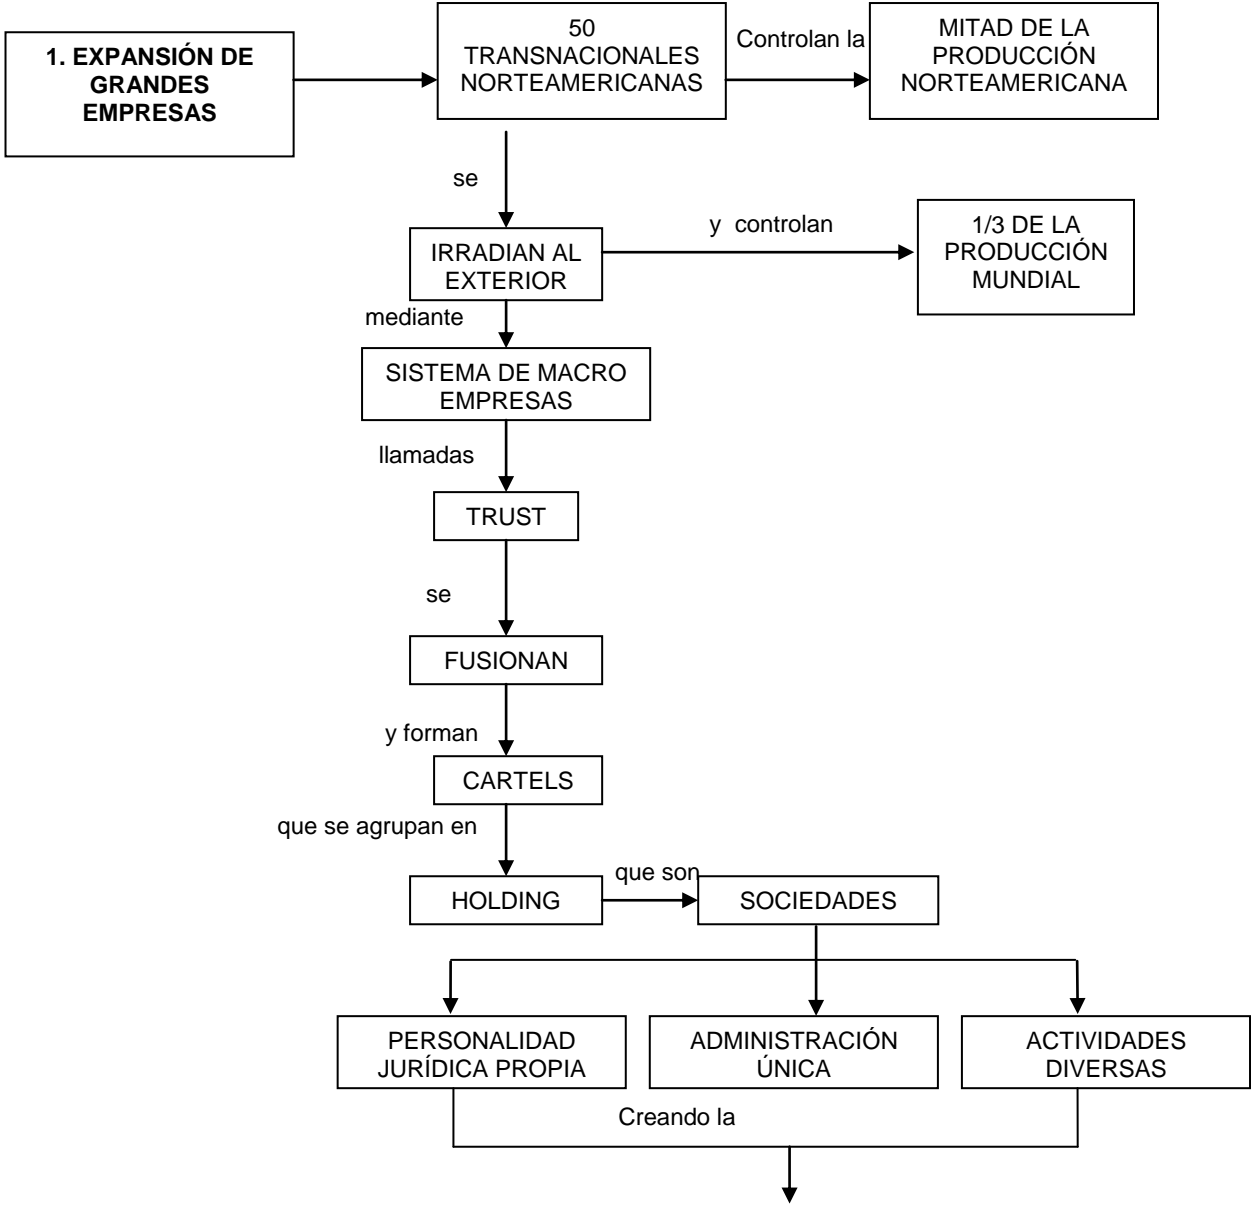 1. EXPANSIÓN DE
GRANDES
EMPRESAS
50
TRANSNACIONALES
NORTEAMERICANAS
Controlan la
MITAD DE LA
PRODUCCIÓN
NORTEAMERICANA
se
IRRADIAN AL
EXTERIOR
y controlan
1/3 DE LA
PRODUCCIÓN
MUNDIAL
mediante
SISTEMA DE MACRO
EMPRESAS
llamadas
TRUST
se
FUSIONAN
y forman
CARTELS
que se agrupan en
HOLDING
que son
SOCIEDADES
PERSONALIDAD
JURÍDICA PROPIA
ADMINISTRACIÓN
ÚNICA
ACTIVIDADES
DIVERSAS
Creando la